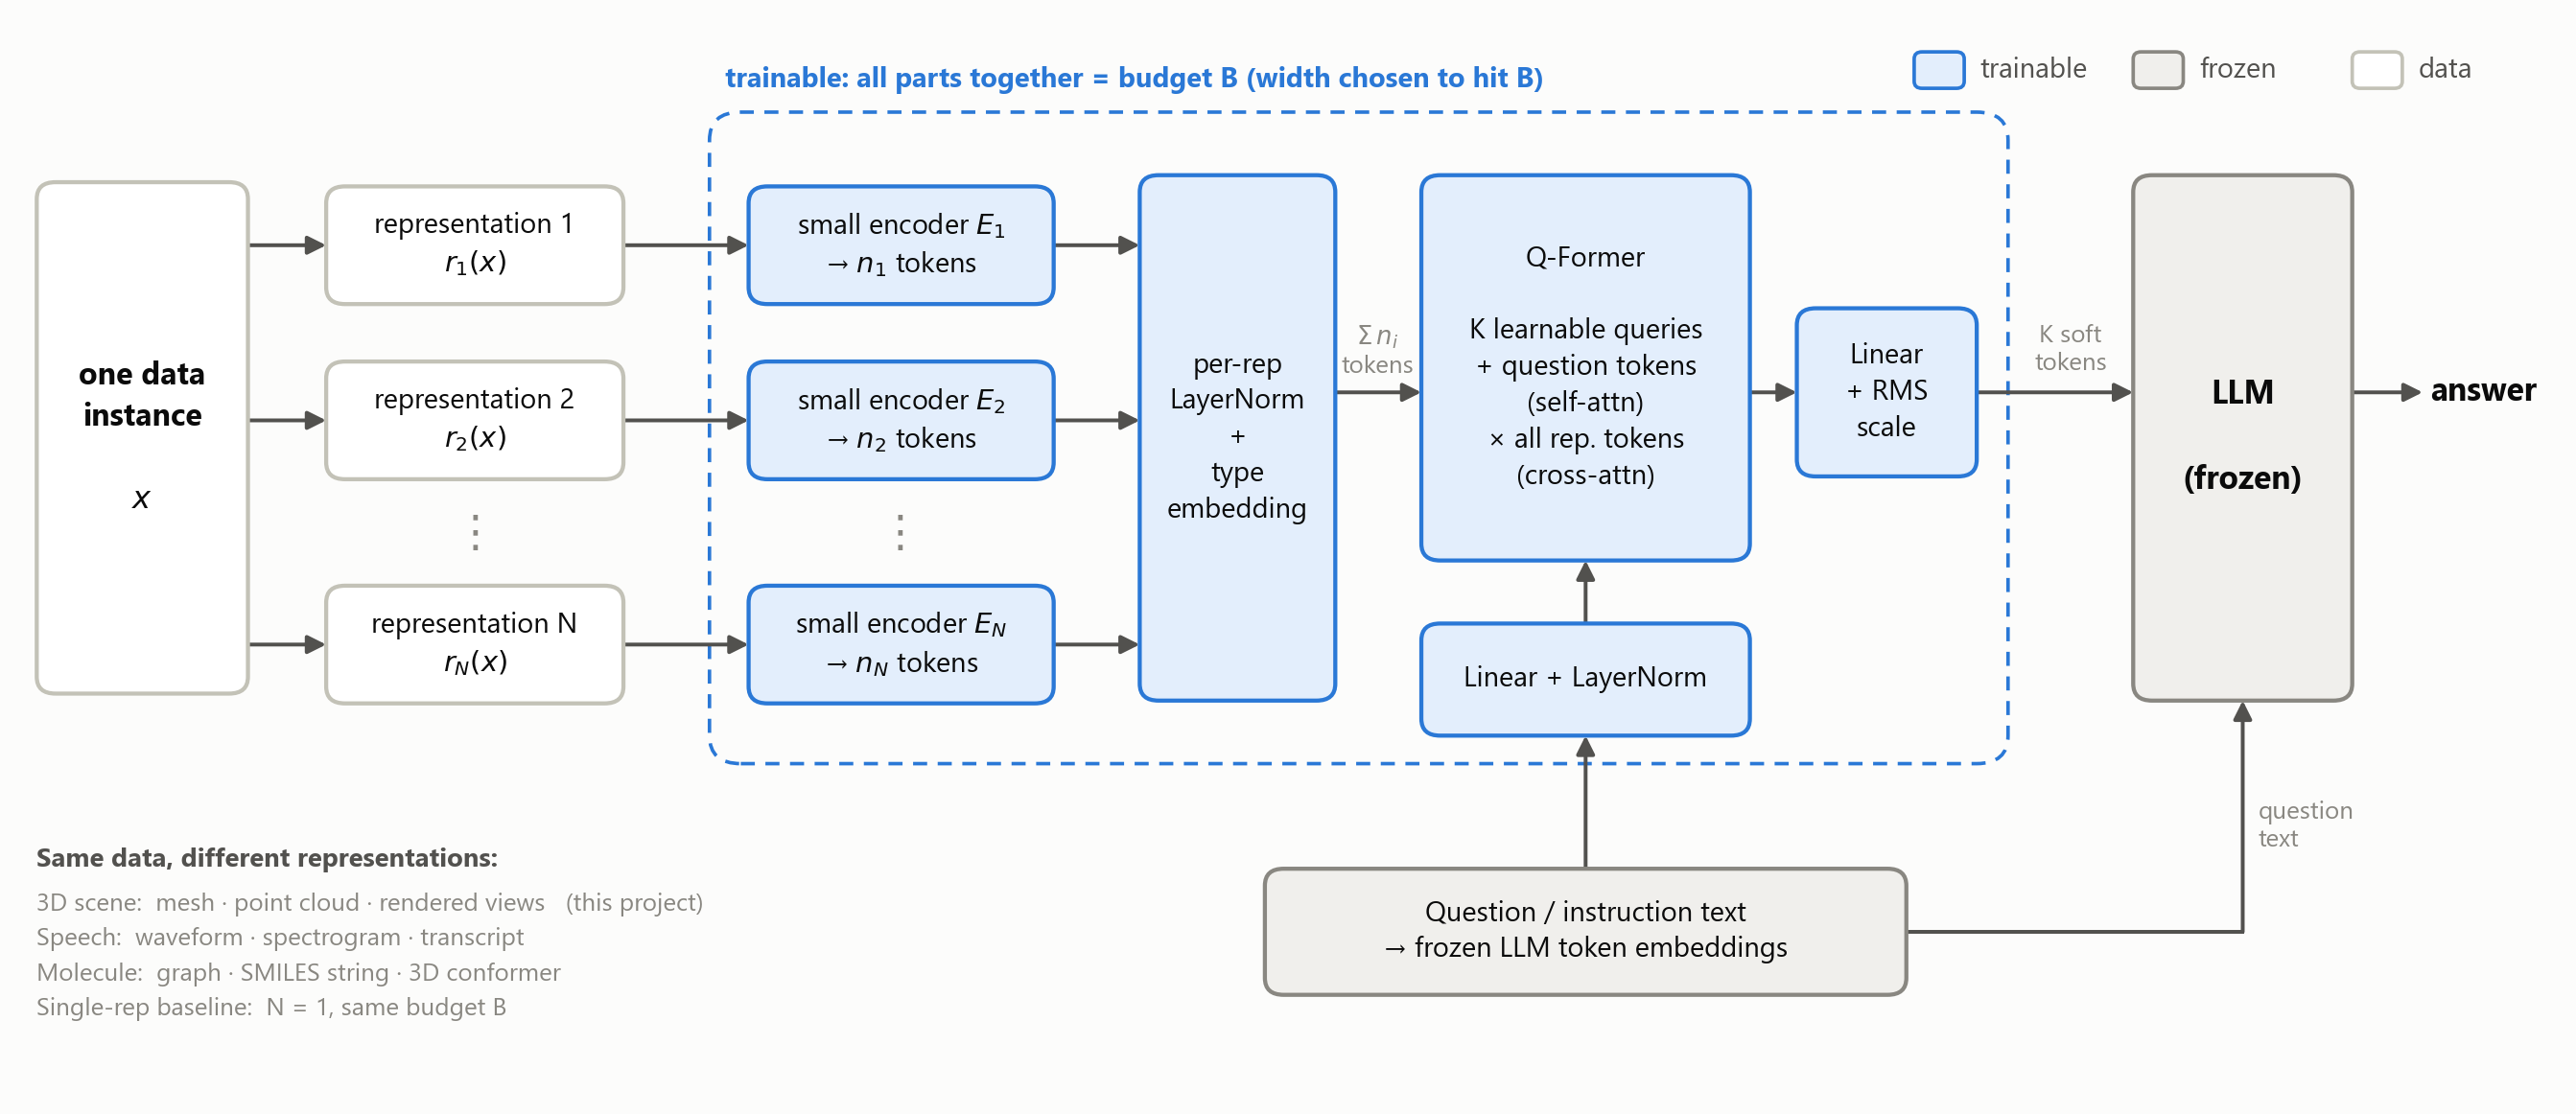 trainable: all parts together = budget B (width chosen to hit B)
trainable
frozen
data
one data
instance
x
representation 1
r₁(x)
representation 2
r₂(x)
⋮
representation N
r_N(x)
small encoder E₁
→ n₁ tokens
small encoder E₂
→ n₂ tokens
⋮
small encoder E_N
→ n_N tokens
per-rep
LayerNorm
+
type
embedding
Σ nᵢ
tokens
Q-Former
K learnable queries
+ question tokens
(self-attn)
× all rep. tokens
(cross-attn)
Linear + LayerNorm
Linear
+ RMS
scale
K soft
tokens
LLM
(frozen)
answer
question
text
Question / instruction text
→ frozen LLM token embeddings
Same data, different representations:
3D scene: mesh · point cloud · rendered views (this project)
Speech: waveform · spectrogram · transcript
Molecule: graph · SMILES string · 3D conformer
Single-rep baseline: N = 1, same budget B